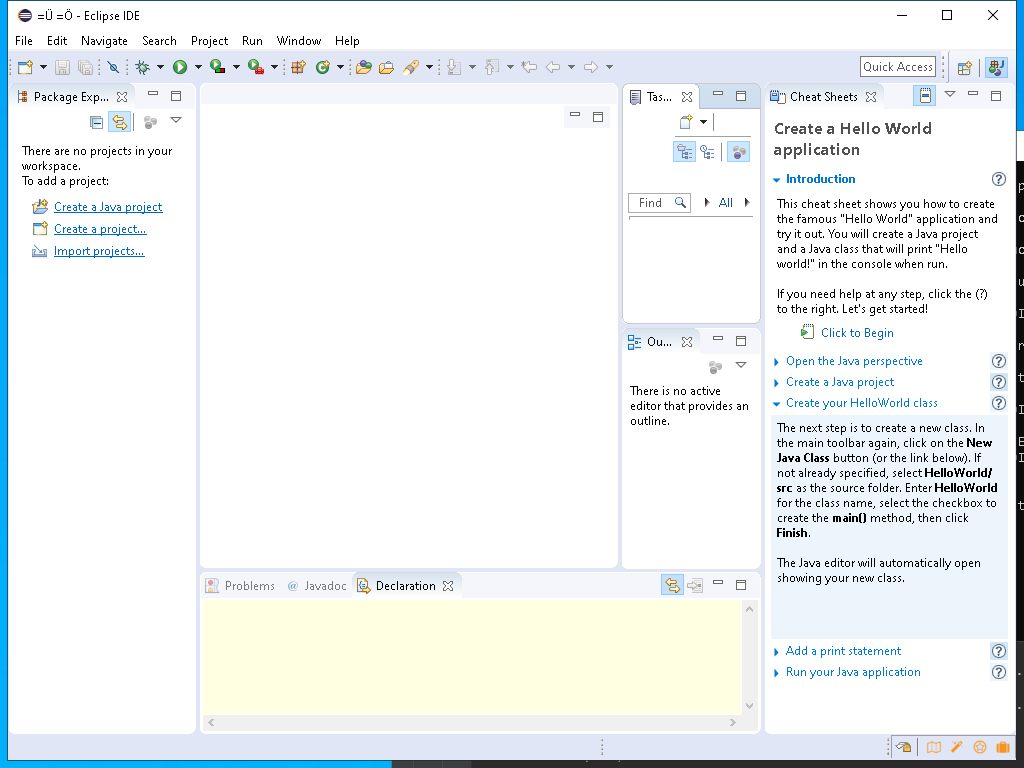 =Ü =Ö - Eclipse IDE
File Edit Navigate Search Project Run Window Help
Quick Access
Package Exp...
There are no projects in your
workspace.
To add a project:
Create a Java project
Create a project...
Import projects...
Tas...
Find
All
Ou...
There is no active
editor that provides an
outline.
Problems
@ Javadoc
Declaration
Cheat Sheets
Create a Hello World
application
Introduction
This cheat sheet shows you how to create
the famous "Hello World" application and
try it out. You will create a Java project
and a Java class that will print "Hello
world!" in the console when run.
If you need help at any step, click the (?)
to the right. Let's get started!
Click to Begin
Open the Java perspective
Create a Java project
Create your HelloWorld class
The next step is to create a new class. In
the main toolbar again, click on the New
Java Class button (or the link below). If
not already specified, select HelloWorld/
src as the source folder. Enter HelloWorld
for the class name, select the checkbox to
create the main() method, then click
Finish.
The Java editor will automatically open
showing your new class.
Add a print statement
Run your Java application